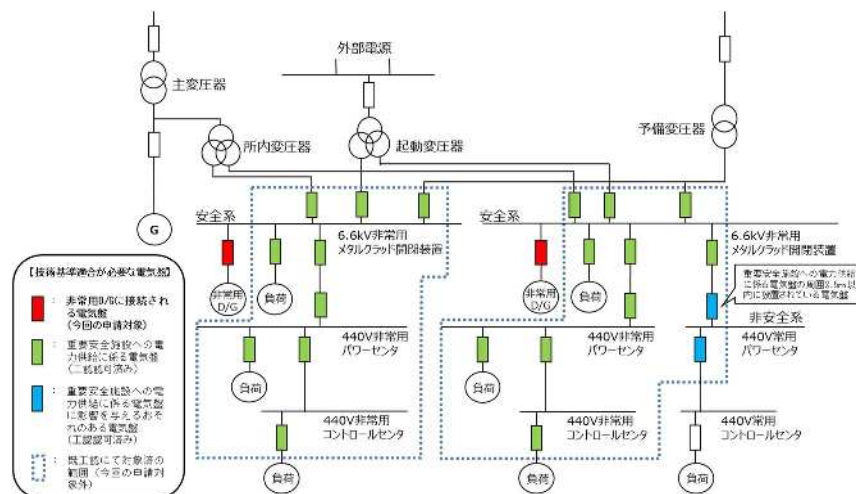 外部電源
主変圧器
所内変圧器
起動変圧器
予備変圧器
G
安全系
6.6kV非常用
メタルクラッド開閉装置
安全系
6.6kV非常用
メタルクラッド開閉装置
非常用
D/G
負荷
非常用
D/G
負荷
重要安全施設への電力供給
に係る電気盤の周囲2.5m以
内に設置されている電気盤
非安全系
440V非常用
パワーセンタ
負荷
440V非常用
パワーセンタ
負荷
440V常用
パワーセンタ
440V非常用
コントロールセンタ
負荷
440V非常用
コントロールセンタ
負荷
440V常用
コントロールセンタ
負荷
【技術基準適合が必要な電気盤】
: 非常用D/Gに接続され
る電気盤
(今回の申請対象)
: 重要安全施設への電
力供給に係る電気盤
(工認認可済み)
: 重要安全施設への電
力供給に係る電気盤
に影響を与えるおそ
れのある電気盤
(工認認可済み)
: 既工認にて対象済の
範囲(今回の申請対
象外)